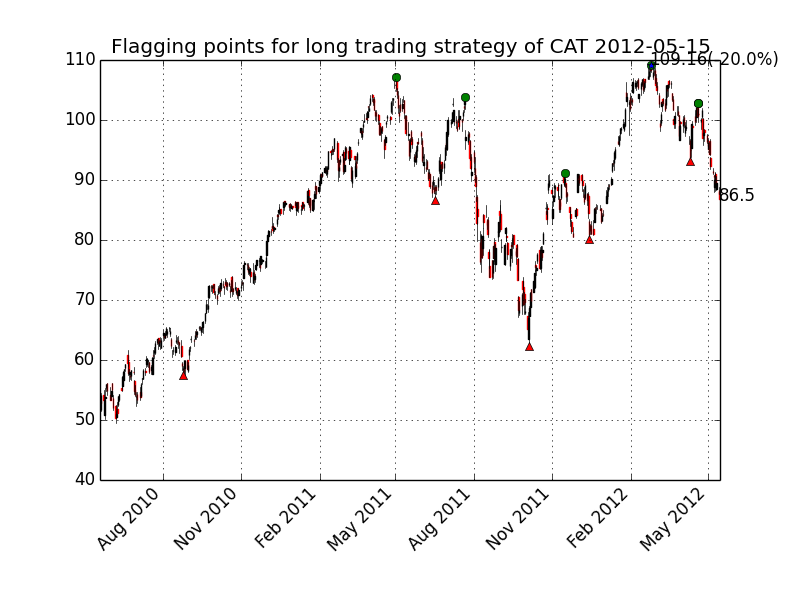 Flagging points for long trading strategy of CAT 2012-05-15
109.16(-20.0%)
110
100
90
86.5
80
70
60
50
40
Aug 2010
Nov 2010
Feb 2011
May 2011
Aug 2011
Nov 2011
Feb 2012
May 2012